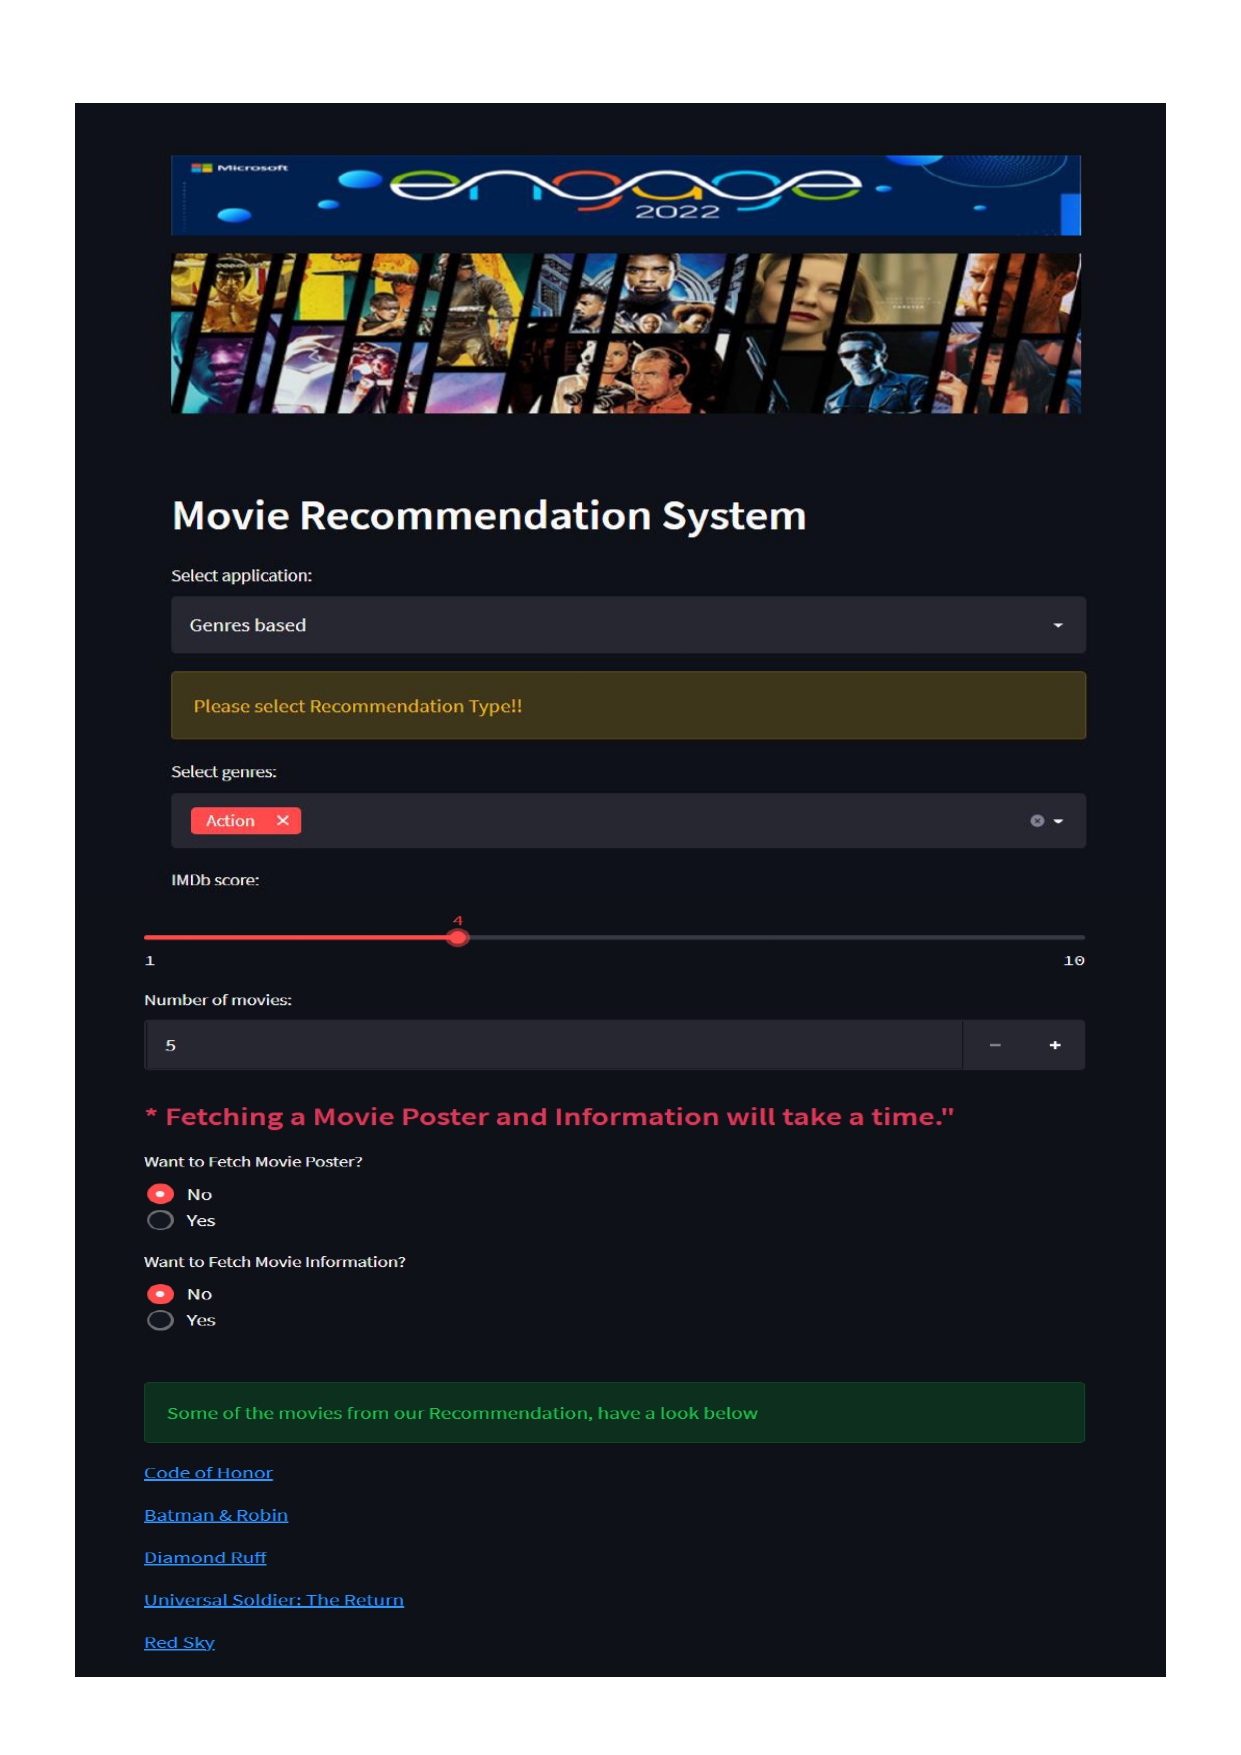 Microsoft
engage
2022
Movie Recommendation System
Select application:
Genres based
Please select Recommendation Type!!
Select genres:
Action ×
IMDb score:
4
1 10
Number of movies:
5 − +
* Fetching a Movie Poster and Information will take a time."
Want to Fetch Movie Poster?
No
Yes
Want to Fetch Movie Information?
No
Yes
Some of the movies from our Recommendation, have a look below
Code of Honor
Batman & Robin
Diamond Ruff
Universal Soldier: The Return
Red Sky